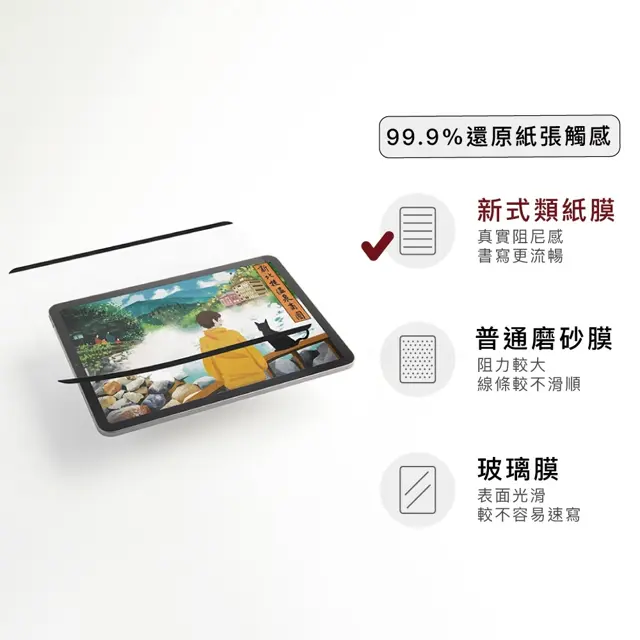 99.9%還原紙張觸感
新式類紙膜
真實阻尼感
書寫更流暢
普通磨砂膜
阻力較大
線條較不滑順
玻璃膜
表面光滑
較不容易速寫